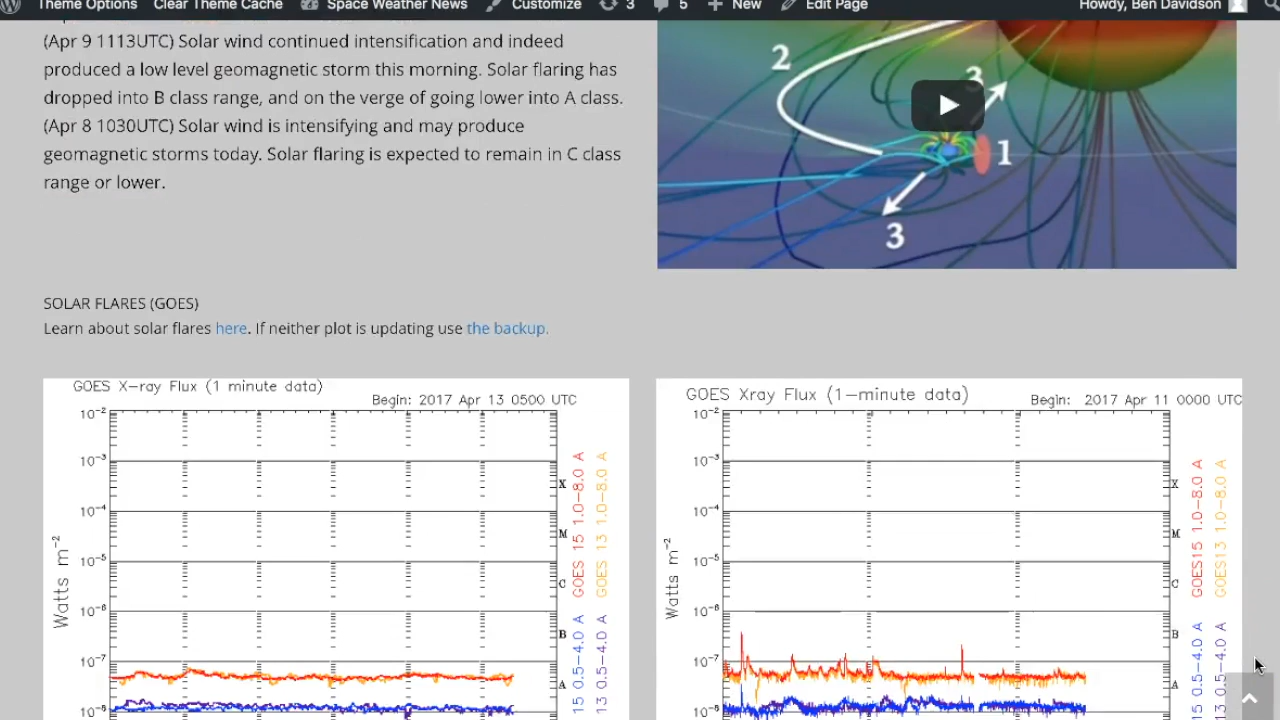 Theme Options Clear Theme Cache Space Weather News Customize 3 5 New Edit Page Howdy, Ben Davidson
(Apr 9 1113UTC) Solar wind continued intensification and indeed
produced a low level geomagnetic storm this morning. Solar flaring has
dropped into B class range, and on the verge of going lower into A class.
(Apr 8 1030UTC) Solar wind is intensifying and may produce
geomagnetic storms today. Solar flaring is expected to remain in C class
range or lower.
2
3
1
3
SOLAR FLARES (GOES)
Learn about solar flares here. If neither plot is updating use the backup.
GOES X-ray Flux (1 minute data)
Begin: 2017 Apr 13 0500 UTC
10⁻²
10⁻³
10⁻⁴
10⁻⁵
10⁻⁶
10⁻⁷
10⁻⁸
Watts m⁻²
X
M
C
B
A
GOES 15 1.0-8.0 A
GOES 13 1.0-8.0 A
15 0.5-4.0 A
13 0.5-4.0 A
GOES Xray Flux (1-minute data)
Begin: 2017 Apr 11 0000 UTC
10⁻²
10⁻³
10⁻⁴
10⁻⁵
10⁻⁶
10⁻⁷
10⁻⁸
Watts m⁻²
X
M
C
B
A
GOES15 1.0-8.0 A
GOES13 1.0-8.0 A
15 0.5-4.0 A
13 0.5-4.0 A